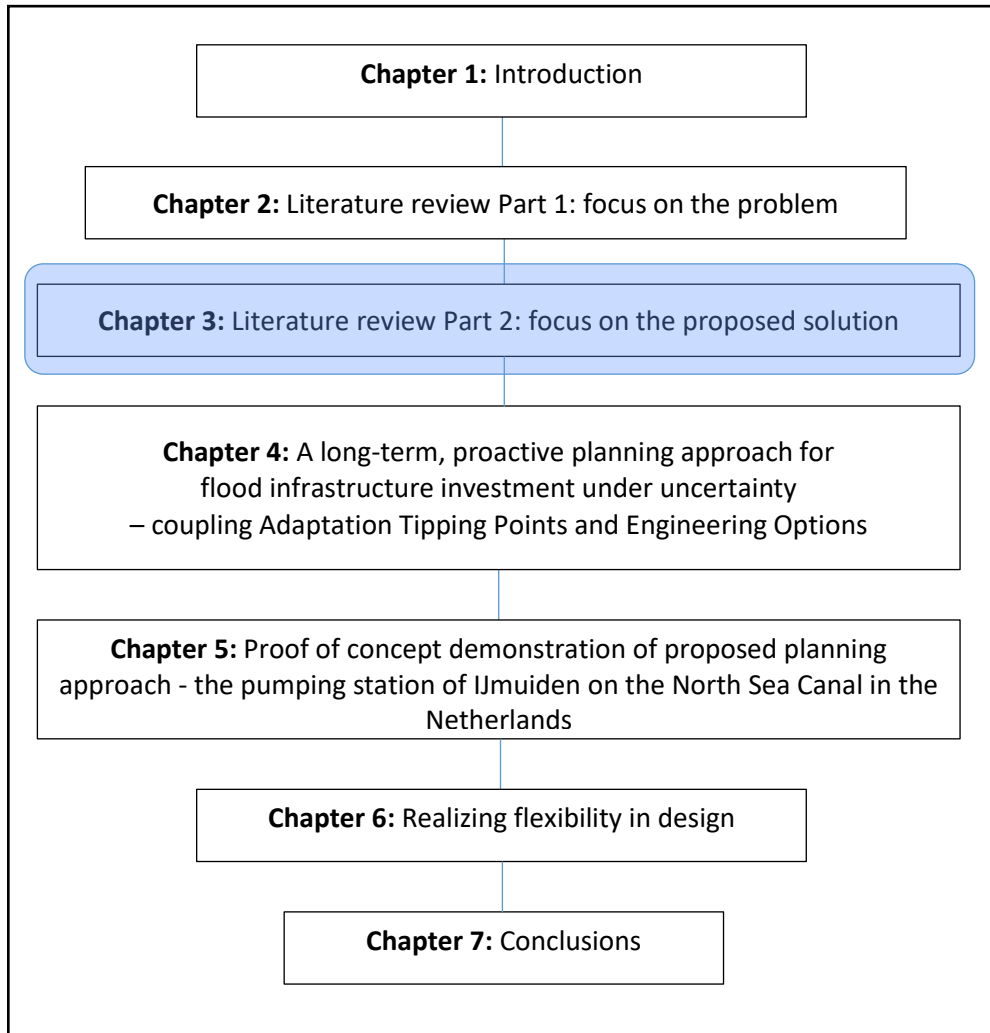 Chapter 1: Introduction
Chapter 2: Literature review Part 1: focus on the problem
Chapter 3: Literature review Part 2: focus on the proposed solution
Chapter 4: A long-term, proactive planning approach for
flood infrastructure investment under uncertainty
– coupling Adaptation Tipping Points and Engineering Options
Chapter 5: Proof of concept demonstration of proposed planning
approach - the pumping station of IJmuiden on the North Sea Canal in the
Netherlands
Chapter 6: Realizing flexibility in design
Chapter 7: Conclusions